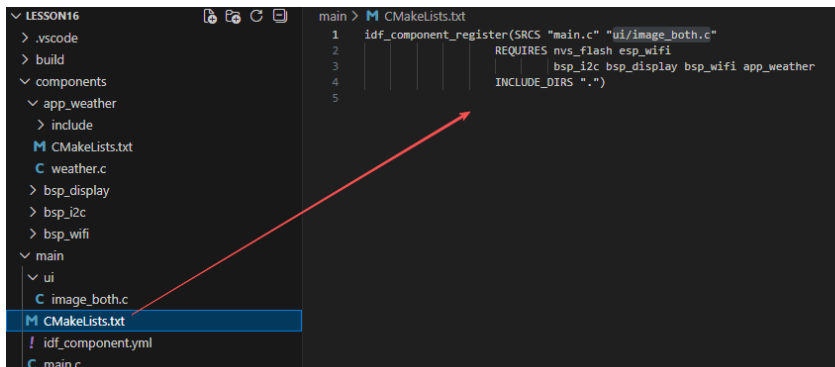 LESSON16
.vscode
build
components
app_weather
include
CMakeLists.txt
weather.c
bsp_display
bsp_i2c
bsp_wifi
main
ui
image_both.c
CMakeLists.txt
idf_component.yml
main.c
main > M CMakeLists.txt
1 idf_component_register(SRCS "main.c" "ui/image_both.c"
2 REQUIRES nvs_flash esp_wifi
3 bsp_i2c bsp_display bsp_wifi app_weather
4 INCLUDE_DIRS ".")
5